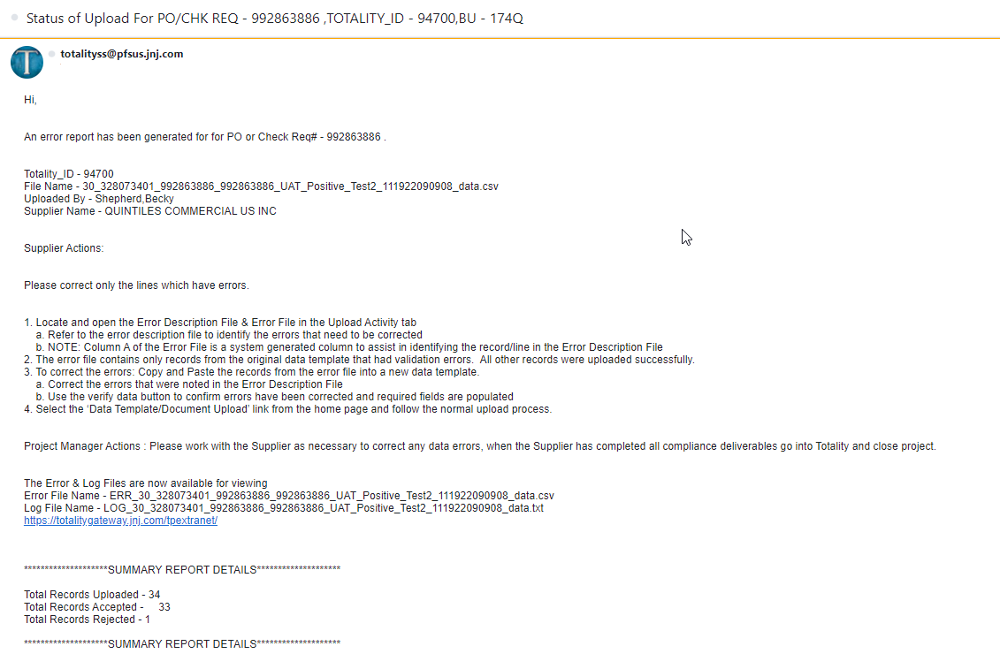 Status of Upload For PO/CHK REQ - 992863886 ,TOTALITY_ID - 94700,BU - 174Q
T
totalityss@pfsus.jnj.com
Hi,
An error report has been generated for for PO or Check Req# - 992863886 .
Totality_ID - 94700
File Name - 30_328073401_992863886_992863886_UAT_Positive_Test2_111922090908_data.csv
Uploaded By - Shepherd,Becky
Supplier Name - QUINTILES COMMERCIAL US INC
Supplier Actions:
Please correct only the lines which have errors.
1. Locate and open the Error Description File & Error File in the Upload Activity tab
a. Refer to the error description file to identify the errors that need to be corrected
b. NOTE: Column A of the Error File is a system generated column to assist in identifying the record/line in the Error Description File
2. The error file contains only records from the original data template that had validation errors.  All other records were uploaded successfully.
3. To correct the errors: Copy and Paste the records from the error file into a new data template.
a. Correct the errors that were noted in the Error Description File
b. Use the verify data button to confirm errors have been corrected and required fields are populated
4. Select the ‘Data Template/Document Upload’ link from the home page and follow the normal upload process.
Project Manager Actions : Please work with the Supplier as necessary to correct any data errors, when the Supplier has completed all compliance deliverables go into Totality and close project.
The Error & Log Files are now available for viewing
Error File Name - ERR_30_328073401_992863886_992863886_UAT_Positive_Test2_111922090908_data.csv
Log File Name - LOG_30_328073401_992863886_992863886_UAT_Positive_Test2_111922090908_data.txt
https://totalitygateway.jnj.com/tpextranet/
********************SUMMARY REPORT DETAILS********************
Total Records Uploaded - 34
Total Records Accepted -     33
Total Records Rejected - 1
********************SUMMARY REPORT DETAILS********************